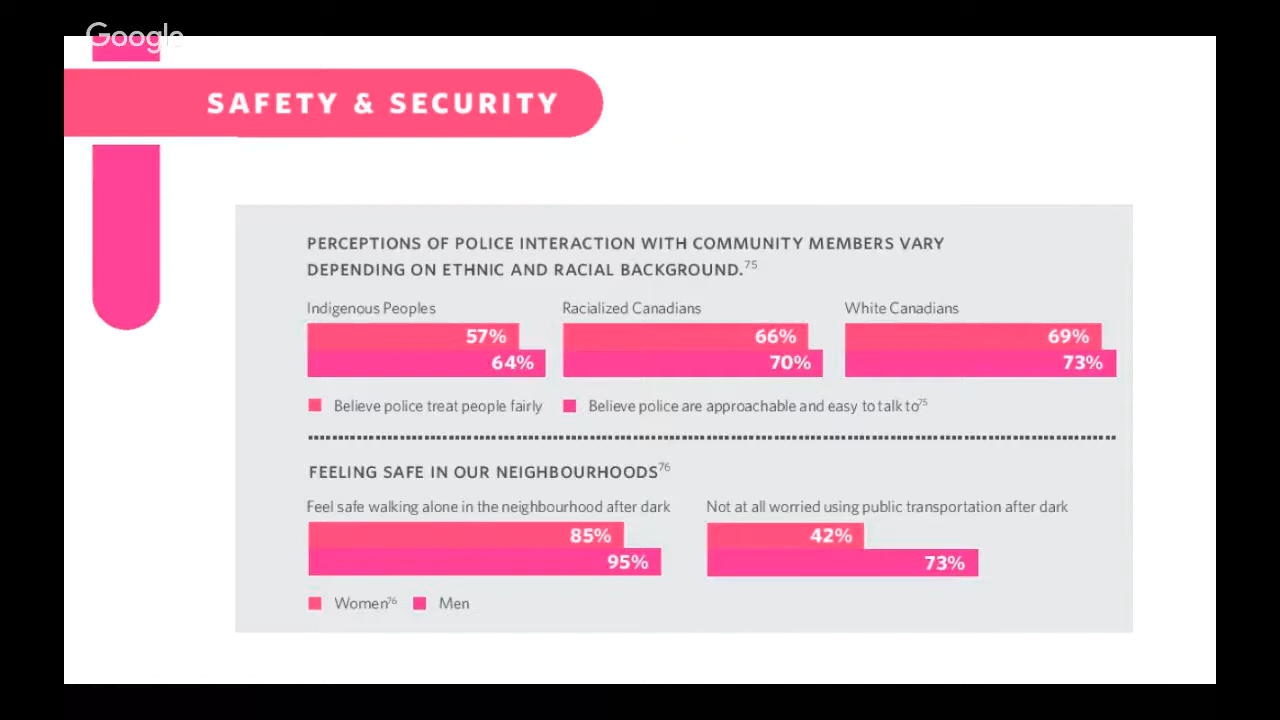 Google
SAFETY & SECURITY
PERCEPTIONS OF POLICE INTERACTION WITH COMMUNITY MEMBERS VARY
DEPENDING ON ETHNIC AND RACIAL BACKGROUND.75
Indigenous Peoples
57%
64%
Racialized Canadians
66%
70%
White Canadians
69%
73%
Believe police treat people fairly
Believe police are approachable and easy to talk to75
FEELING SAFE IN OUR NEIGHBOURHOODS76
Feel safe walking alone in the neighbourhood after dark
85%
95%
Not at all worried using public transportation after dark
42%
73%
Women76
Men